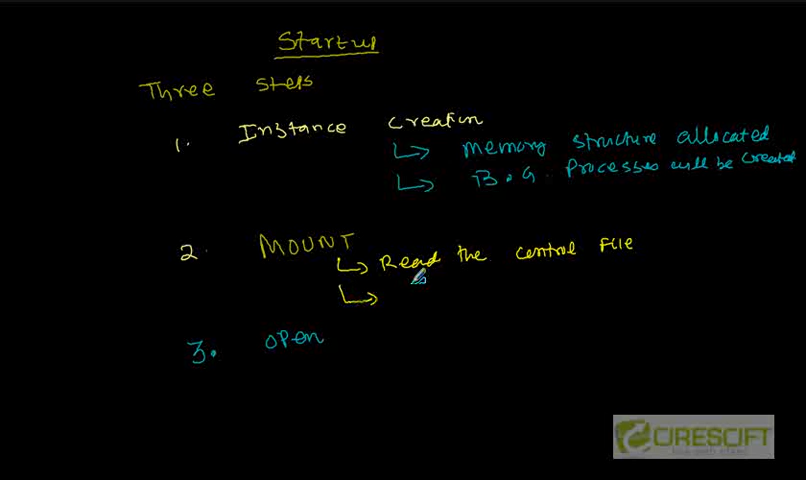 Startup
Three steps
1. Instance Creation
↳ Memory structure allocated
↳ B.G. Processes will be created
2. MOUNT
↳ Read the control File
↳
3. OPEN
CIRESCIFT